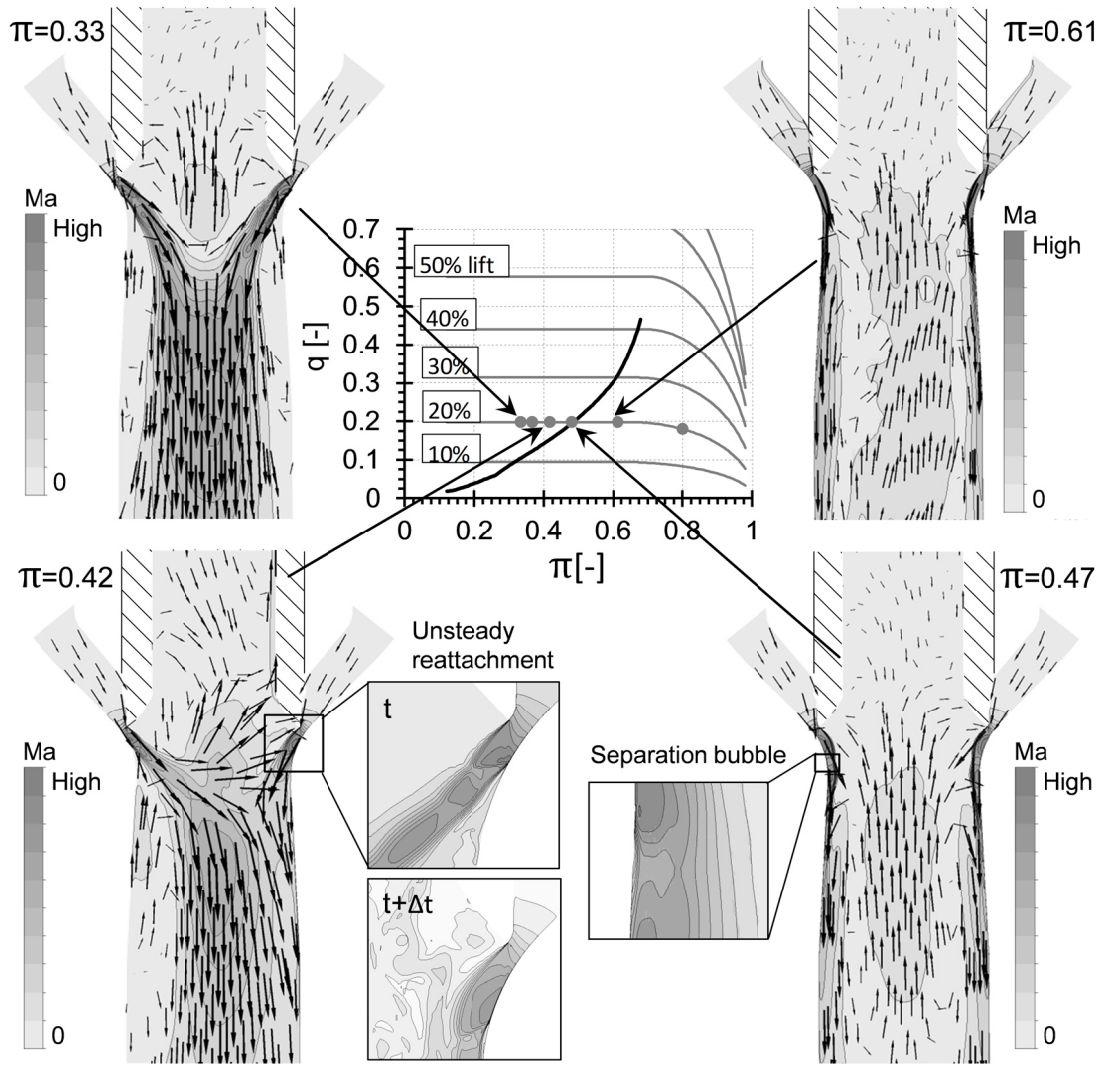 π=0.33
π=0.61
Ma
High
0
Ma
High
0
0.7
0.6
0.5
0.4
0.3
0.2
0.1
0
q [-]
50% lift
40%
30%
20%
10%
0
0.2
0.4
0.6
0.8
1
π[-]
π=0.42
π=0.47
Unsteady
reattachment
t
t+Δt
Separation bubble
Ma
High
0
Ma
High
0